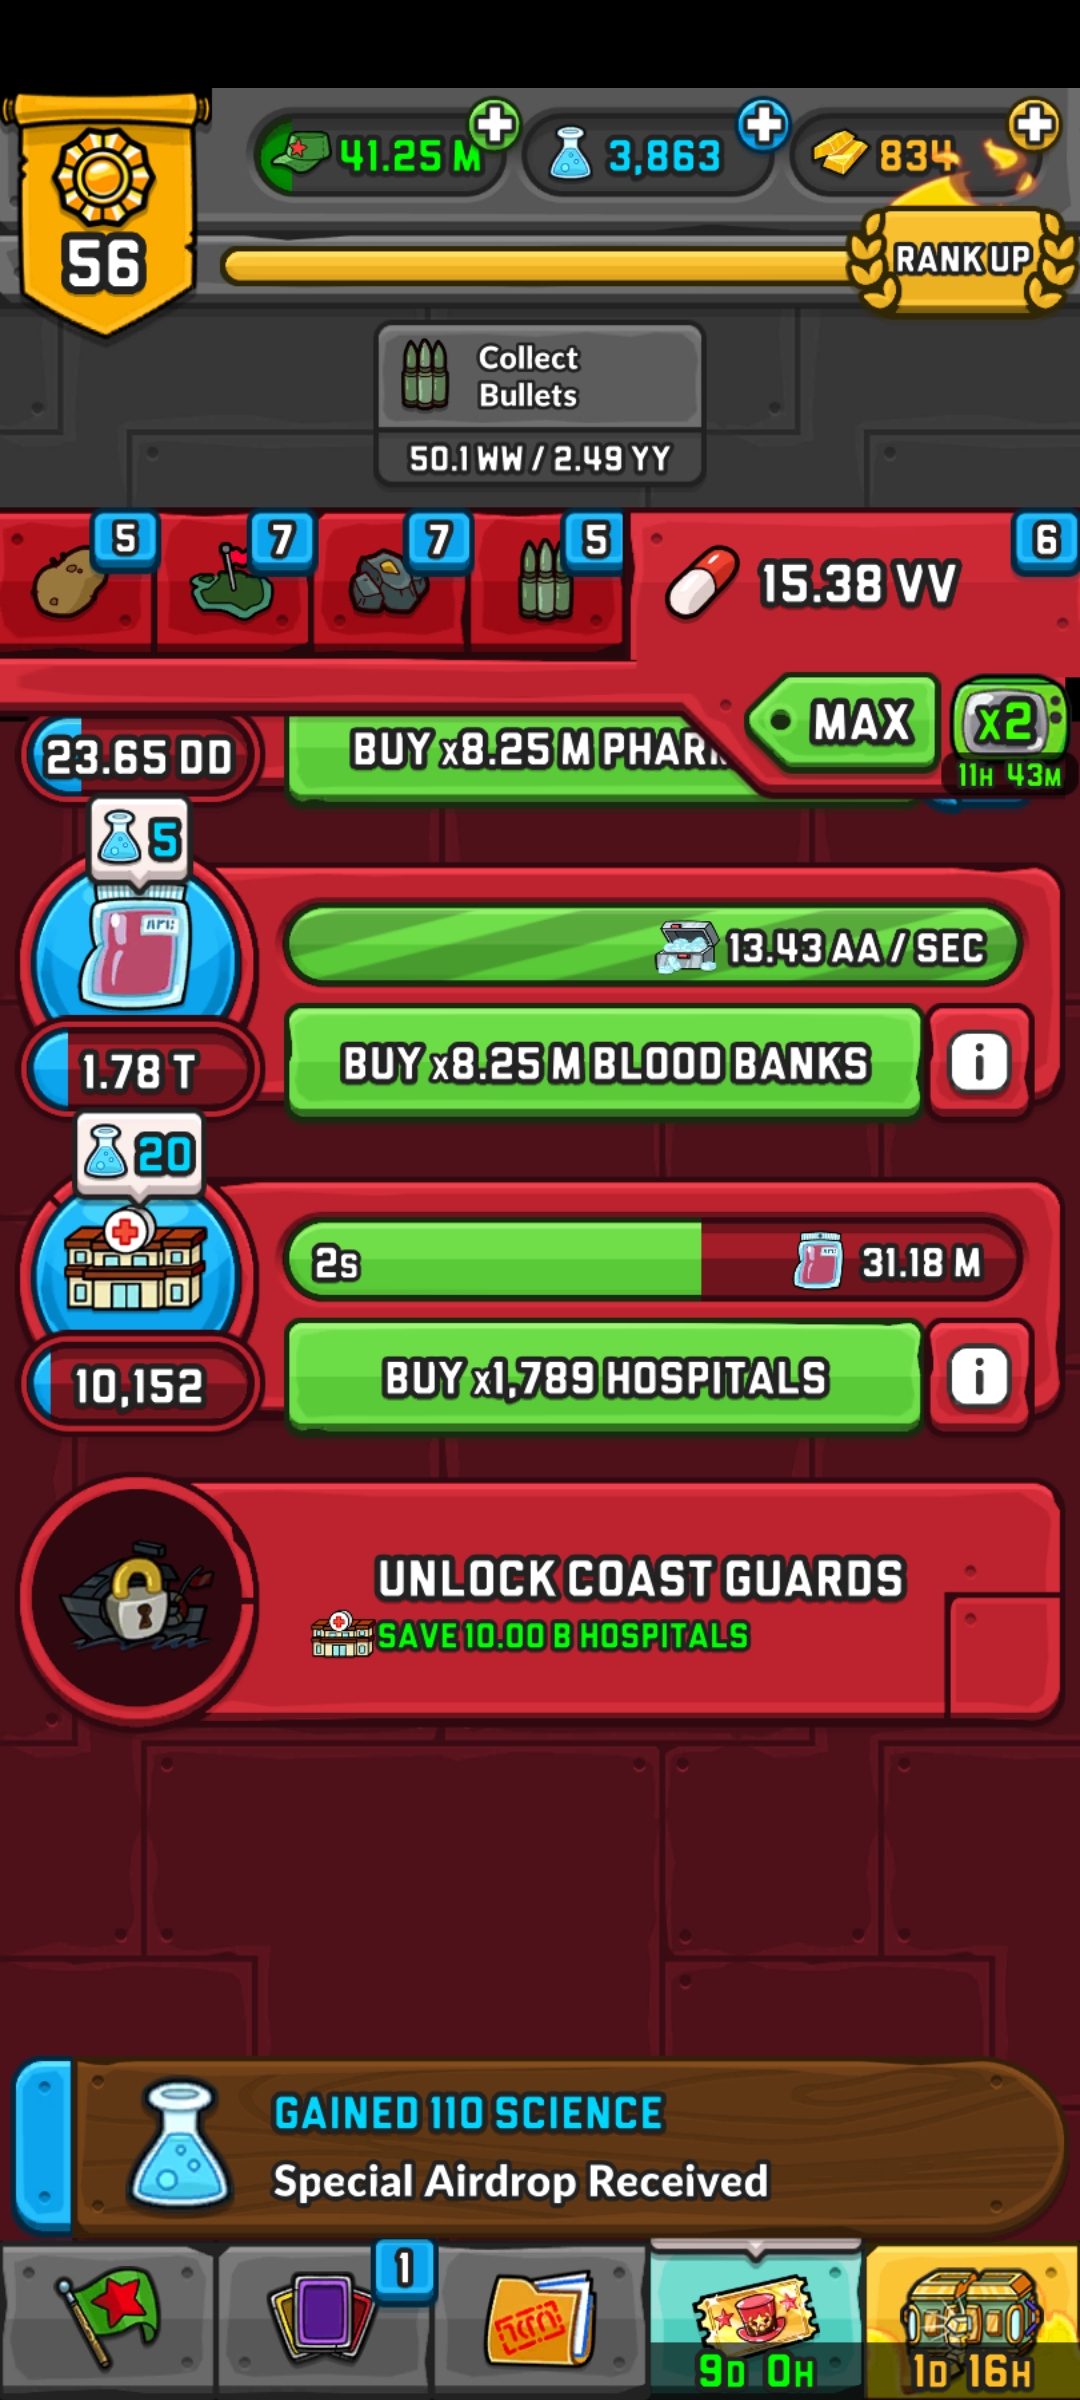 56
41.25 M
3,863
834
RANK UP
Collect
Bullets
50.1 WW / 2.49 YY
5
7
7
5
6
15.38 VV
MAX
x2
11H 43M
23.65 DD
BUY x8.25 M
5
13.43 AA / SEC
1.78 T
BUY x8.25 M BLOOD BANKS
20
2s
31.18 M
10,152
BUY x1,789 HOSPITALS
UNLOCK COAST GUARDS
SAVE 10.00 B HOSPITALS
GAINED 110 SCIENCE
Special Airdrop Received
1
9D 0H
1D 16H